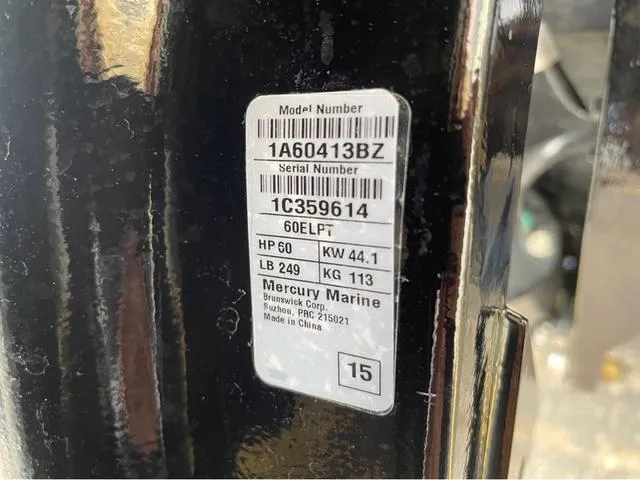 Model Number
1A60413BZ
Serial Number
1C359614
60ELPT
HP 60 KW 44.1
LB 249 KG 113
Mercury Marine
Brunswick Corp.
Suzhou, PRC 215021
Made in China
15